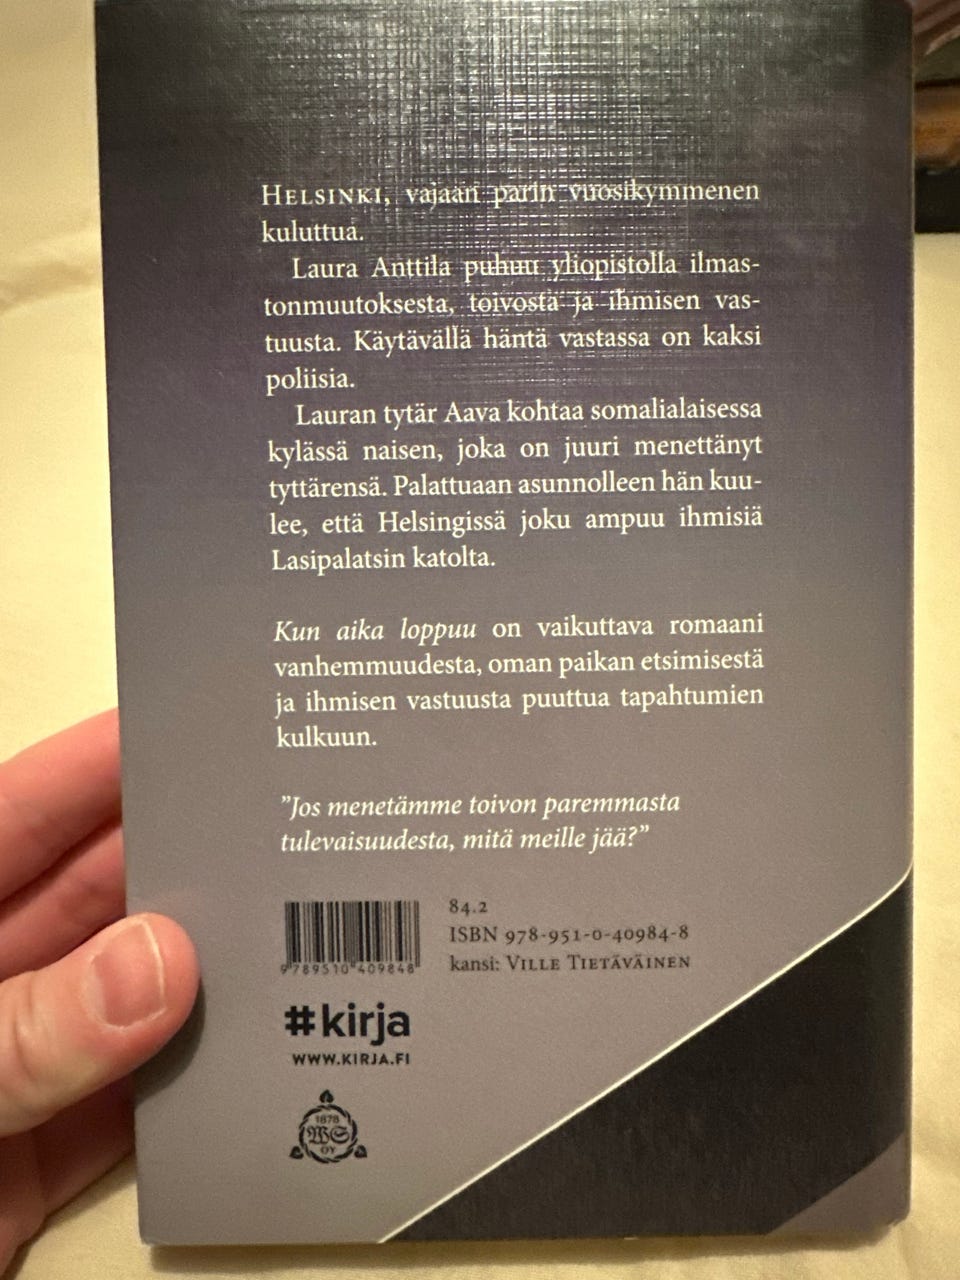 HELSINKI, vajaan parin vuosikymmenen
kuluttua.
Laura Anttila puhuu yliopistolla ilmas-
tonmuutoksesta, toivosta ja ihmisen vas-
tuusta. Käytävällä häntä vastassa on kaksi
poliisia.
Lauran tytär Aava kohtaa somalialaisessa
kylässä naisen, joka on juuri menettänyt
tyttärensä. Palattuaan asunnolleen hän kuu-
lee, että Helsingissä joku ampuu ihmisiä
Lasipalatsin katolta.
Kun aika loppuu on vaikuttava romaani
vanhemmuudesta, oman paikan etsimisestä
ja ihmisen vastuusta puuttua tapahtumien
kulkuun.
”Jos menetämme toivon paremmasta
tulevaisuudesta, mitä meille jää?”
84.2
ISBN 978-951-0-40984-8
kansi: VILLE TIETÄVÄINEN
9789510409848
#kirja
WWW.KIRJA.FI
1878
WS
OY